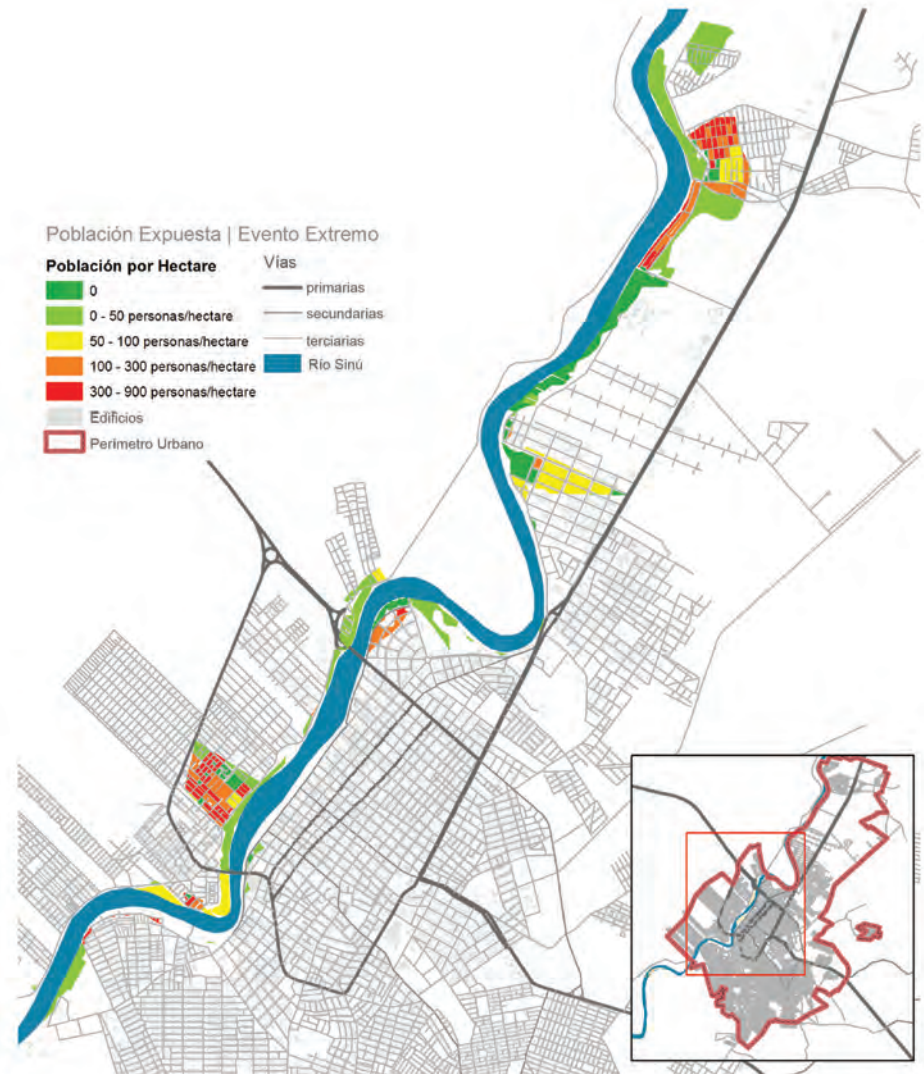 Población Expuesta | Evento Extremo
Población por Hectare
0
0 - 50 personas/hectare
50 - 100 personas/hectare
100 - 300 personas/hectare
300 - 900 personas/hectare
Edificios
Perímetro Urbano
Vías
primarias
secundarias
terciarias
Río Sinú